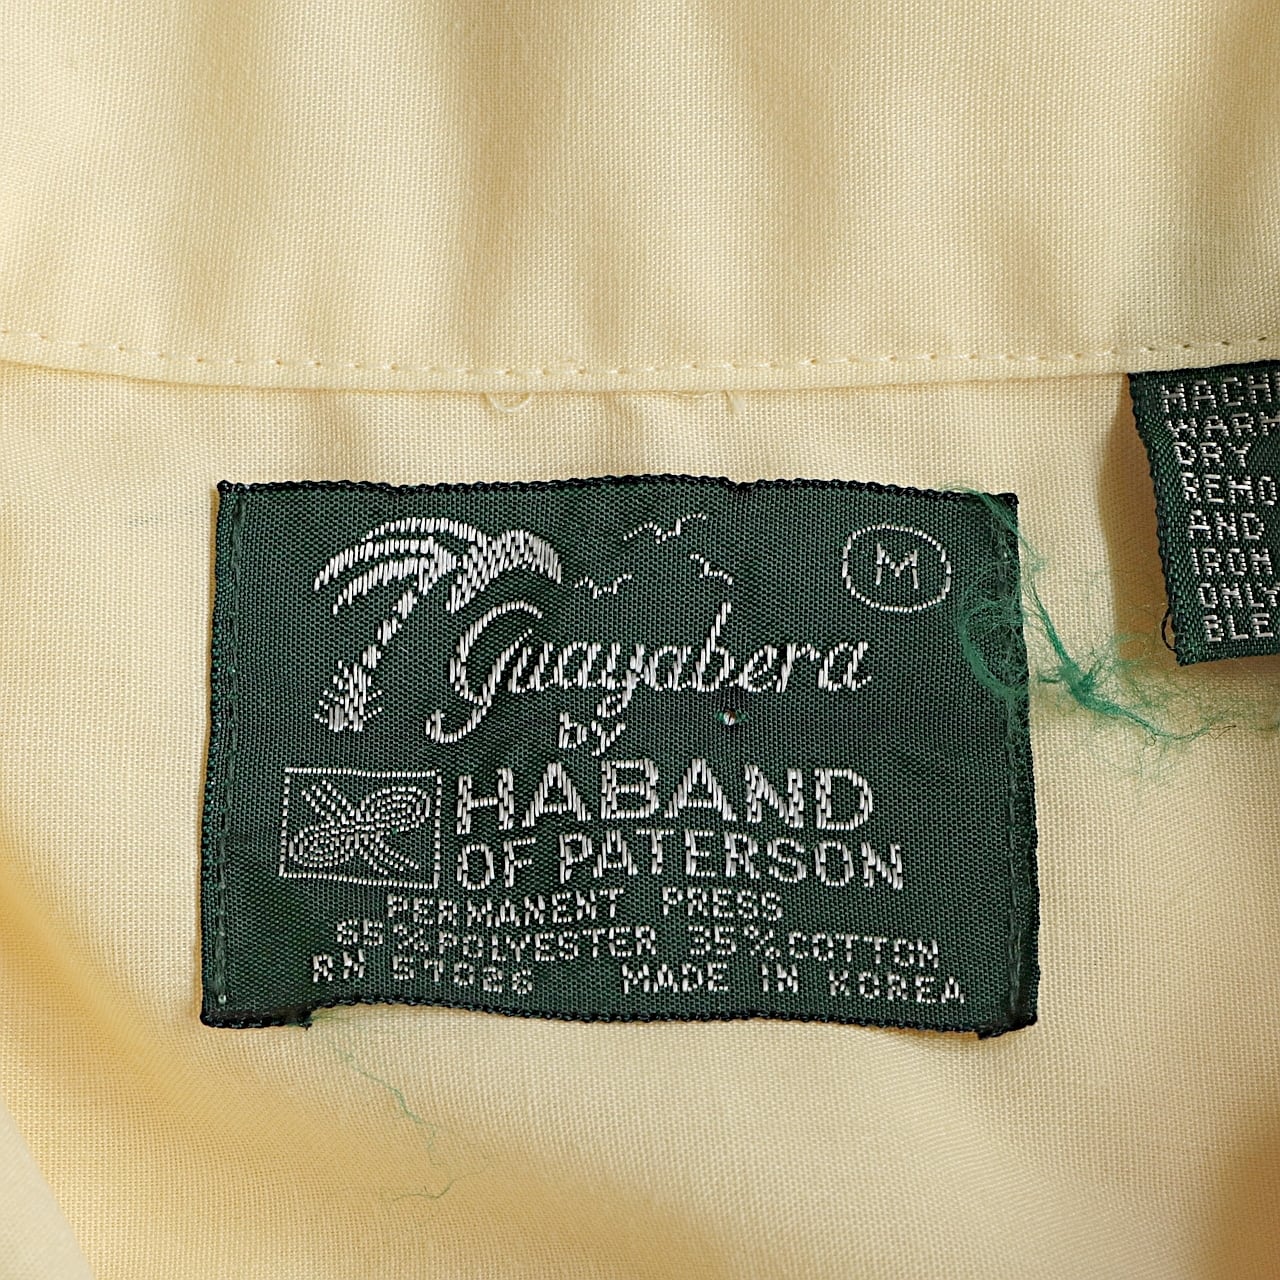 M
Guayabera
by
HABAND
OF PATERSON
PERMANENT PRESS
65% POLYESTER 35% COTTON
RN 57026 MADE IN KOREA
MACH
WARM
DRY
REMO
AND
IRON
ONLY
BLE